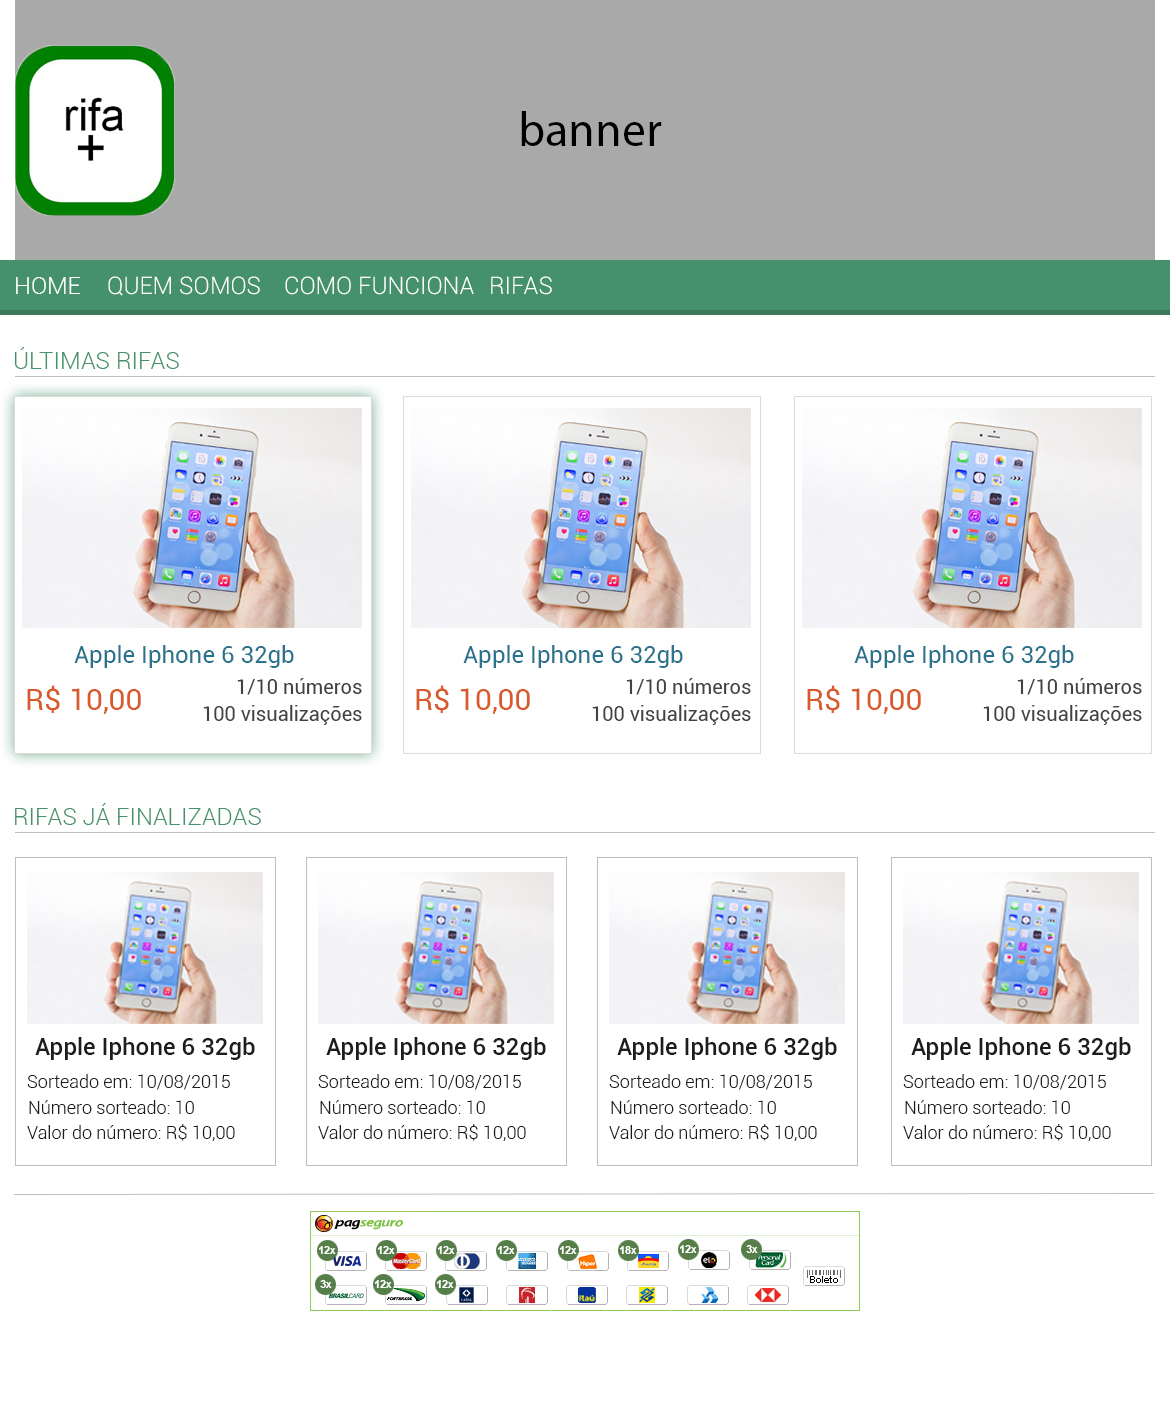 rifa
+
banner
HOME QUEM SOMOS COMO FUNCIONA RIFAS
ÚLTIMAS RIFAS
Apple Iphone 6 32gb
R$ 10,00
1/10 números
100 visualizações
Apple Iphone 6 32gb
R$ 10,00
1/10 números
100 visualizações
Apple Iphone 6 32gb
R$ 10,00
1/10 números
100 visualizações
RIFAS JÁ FINALIZADAS
Apple Iphone 6 32gb
Sorteado em: 10/08/2015
Número sorteado: 10
Valor do número: R$ 10,00
Apple Iphone 6 32gb
Sorteado em: 10/08/2015
Número sorteado: 10
Valor do número: R$ 10,00
Apple Iphone 6 32gb
Sorteado em: 10/08/2015
Número sorteado: 10
Valor do número: R$ 10,00
Apple Iphone 6 32gb
Sorteado em: 10/08/2015
Número sorteado: 10
Valor do número: R$ 10,00
pagseguro
12x 12x 12x 12x 12x 18x 12x 3x
VISA MasterCard Hiper elo Personal Card
Boleto
3x 12x 12x
BRASILCARD FORTBRASIL Itaú